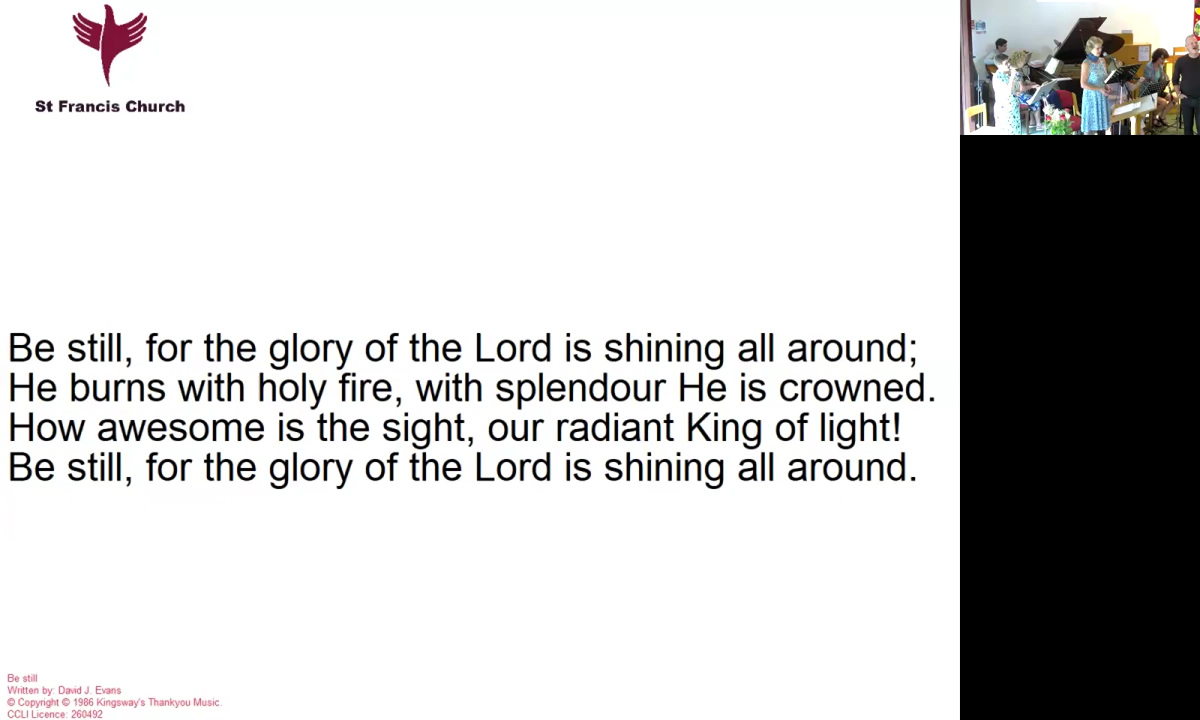 St Francis Church
Be still, for the glory of the Lord is shining all around;
He burns with holy fire, with splendour He is crowned.
How awesome is the sight, our radiant King of light!
Be still, for the glory of the Lord is shining all around.
Be still
Written by: David J. Evans
© Copyright © 1986 Kingsway's Thankyou Music.
CCLI Licence: 260492